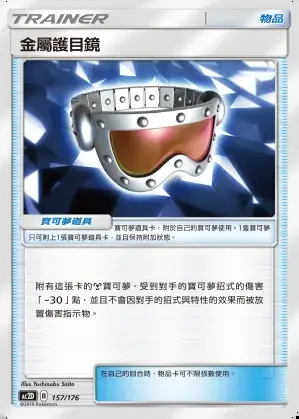 TRAINER 物品
金屬護目鏡
寶可夢道具
寶可夢道具卡,附於自己的寶可夢使用。1隻寶可夢
只可附上1張寶可夢道具卡,並且保持附加狀態。
附有這張卡的寶可夢,受到對手的寶可夢招式的傷害
「-30」點,並且不會因對手的招式與特性的效果而被放
置傷害指示物。
Illus. Yoshinobu Saito
AC2D B 157/176
©2019 Pokémon
在自己的回合時,物品卡可不限張數使用。